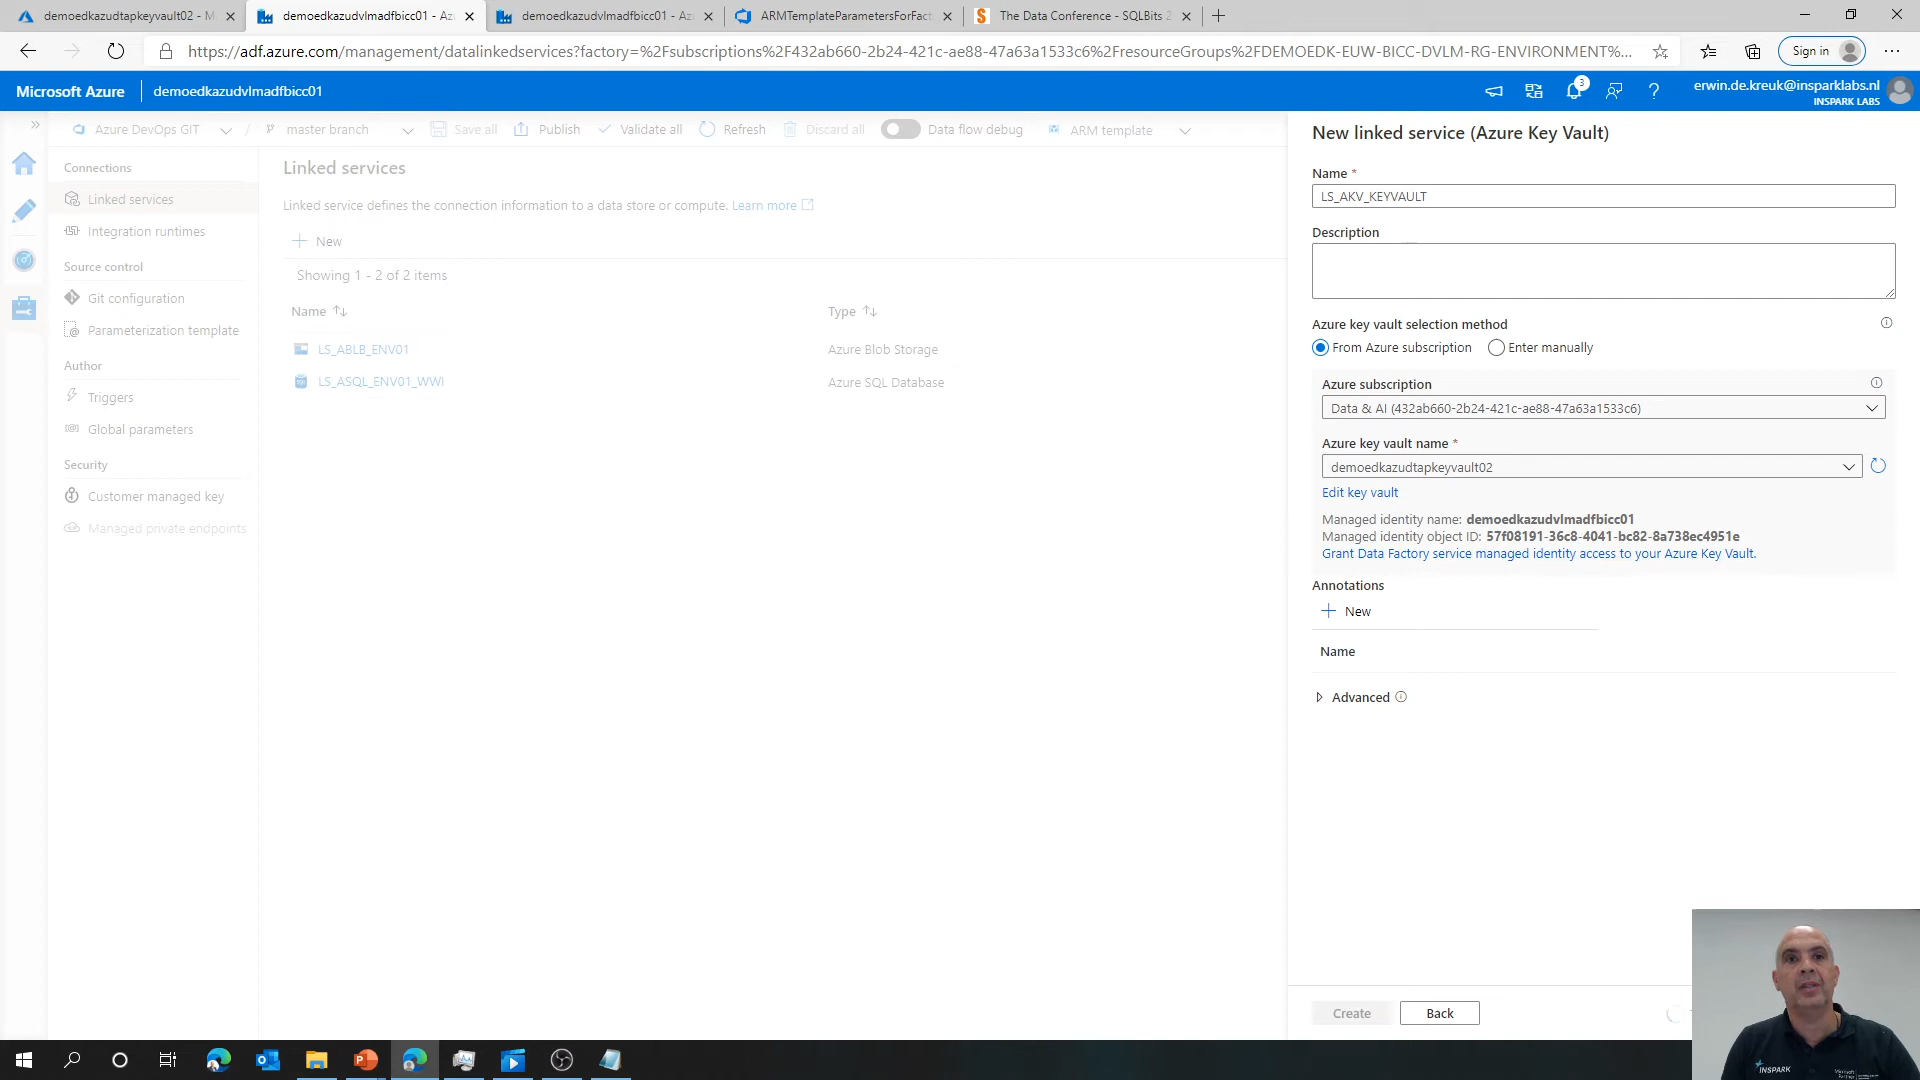 demoedkazudtapkeyvault02 - M
demoedkazudvlmadfbicc01 - Az
demoedkazudvlmadfbicc01 - Az
ARMTemplateParametersForFact
The Data Conference - SQLBits 2
https://adf.azure.com/management/datalinkedservices?factory=%2Fsubscriptions%2F432ab660-2b24-421c-ae88-47a63a1533c6%2FresourceGroups%2FDEMOEDK-EUW-BICC-DVLM-RG-ENVIRONMENT%...
Sign in
Microsoft Azure
demoedkazudvlmadfbicc01
3
erwin.de.kreuk@insparklabs.nl
INSPARK LABS
Azure DevOps GIT
/
master branch
Save all
Publish
Validate all
Refresh
Discard all
Data flow debug
ARM template
Connections
Linked services
Integration runtimes
Source control
Git configuration
Parameterization template
Author
Triggers
Global parameters
Security
Customer managed key
Managed private endpoints
Linked services
Linked service defines the connection information to a data store or compute. Learn more
New
Showing 1 - 2 of 2 items
Name
Type
LS_ABLB_ENV01
Azure Blob Storage
LS_ASQL_ENV01_WWI
Azure SQL Database
New linked service (Azure Key Vault)
Name *
LS_AKV_KEYVAULT
Description
Azure key vault selection method
From Azure subscription
Enter manually
Azure subscription
Data & AI (432ab660-2b24-421c-ae88-47a63a1533c6)
Azure key vault name *
demoedkazudtapkeyvault02
Edit key vault
Managed identity name: demoedkazudvlmadfbicc01
Managed identity object ID: 57f08191-36c8-4041-bc82-8a738ec4951e
Grant Data Factory service managed identity access to your Azure Key Vault.
Annotations
New
Name
Advanced
Create
Back
INSPARK